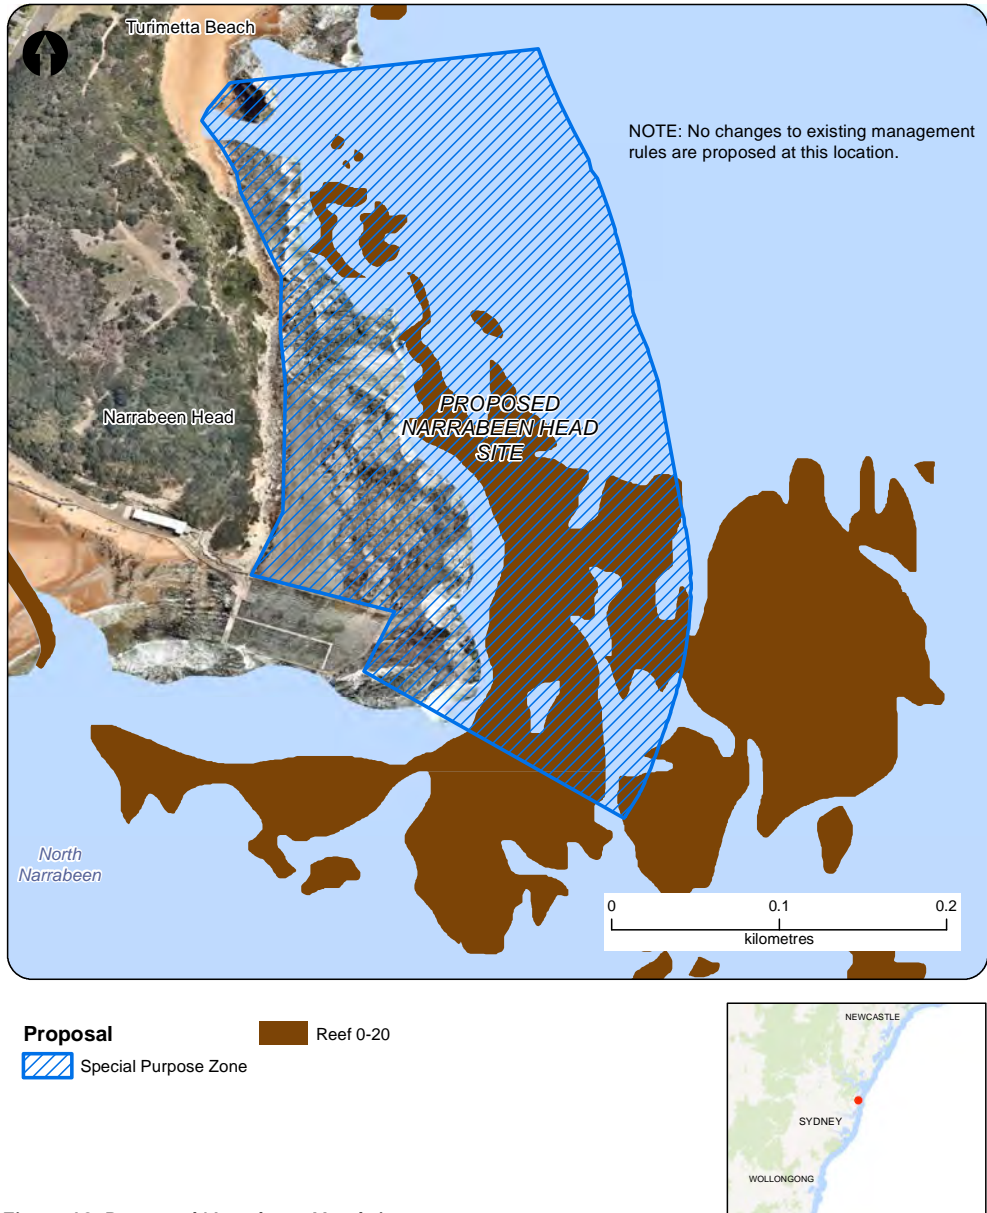 Turimetta Beach
NOTE: No changes to existing management
rules are proposed at this location.
PROPOSED
NARRABEEN HEAD
SITE
Narrabeen Head
North
Narrabeen
0 0.1 0.2
kilometres
Proposal
Reef 0-20
Special Purpose Zone
NEWCASTLE
SYDNEY
WOLLONGONG